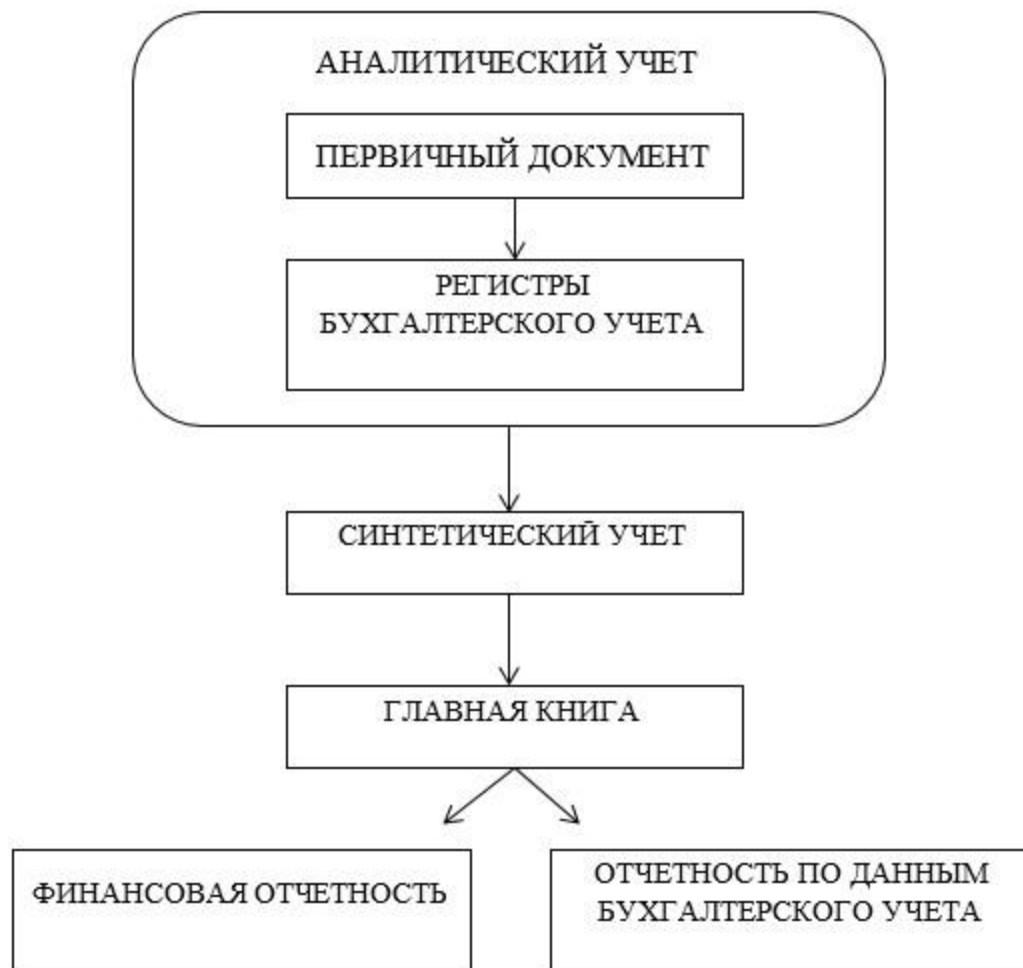 АНАЛИТИЧЕСКИЙ УЧЕТ
ПЕРВИЧНЫЙ ДОКУМЕНТ
РЕГИСТРЫ
БУХГАЛТЕРСКОГО УЧЕТА
СИНТЕТИЧЕСКИЙ УЧЕТ
ГЛАВНАЯ КНИГА
ФИНАНСОВАЯ ОТЧЕТНОСТЬ
ОТЧЕТНОСТЬ ПО ДАННЫМ
БУХГАЛТЕРСКОГО УЧЕТА